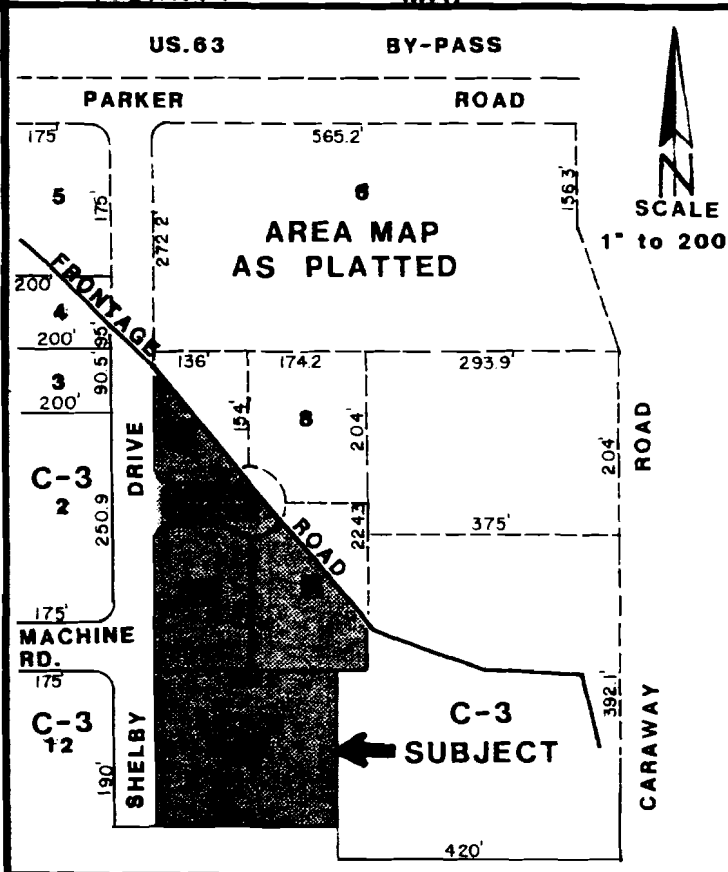 US.63 BY-PASS
PARKER ROAD
175'
565.2'
5
175'
272.2'
6
156.3'
AREA MAP
AS PLATTED
N
SCALE
1" to 200
FRONTAGE ROAD
200'
4
95'
200'
3
90.5'
200'
136'
174.2
293.9'
154'
8
204'
204'
C-3
2
250.9
224.3'
375'
175'
MACHINE
RD.
175'
C-3
12
190'
SHELBY DRIVE
C-3
SUBJECT
392.1'
CARAWAY ROAD
420'